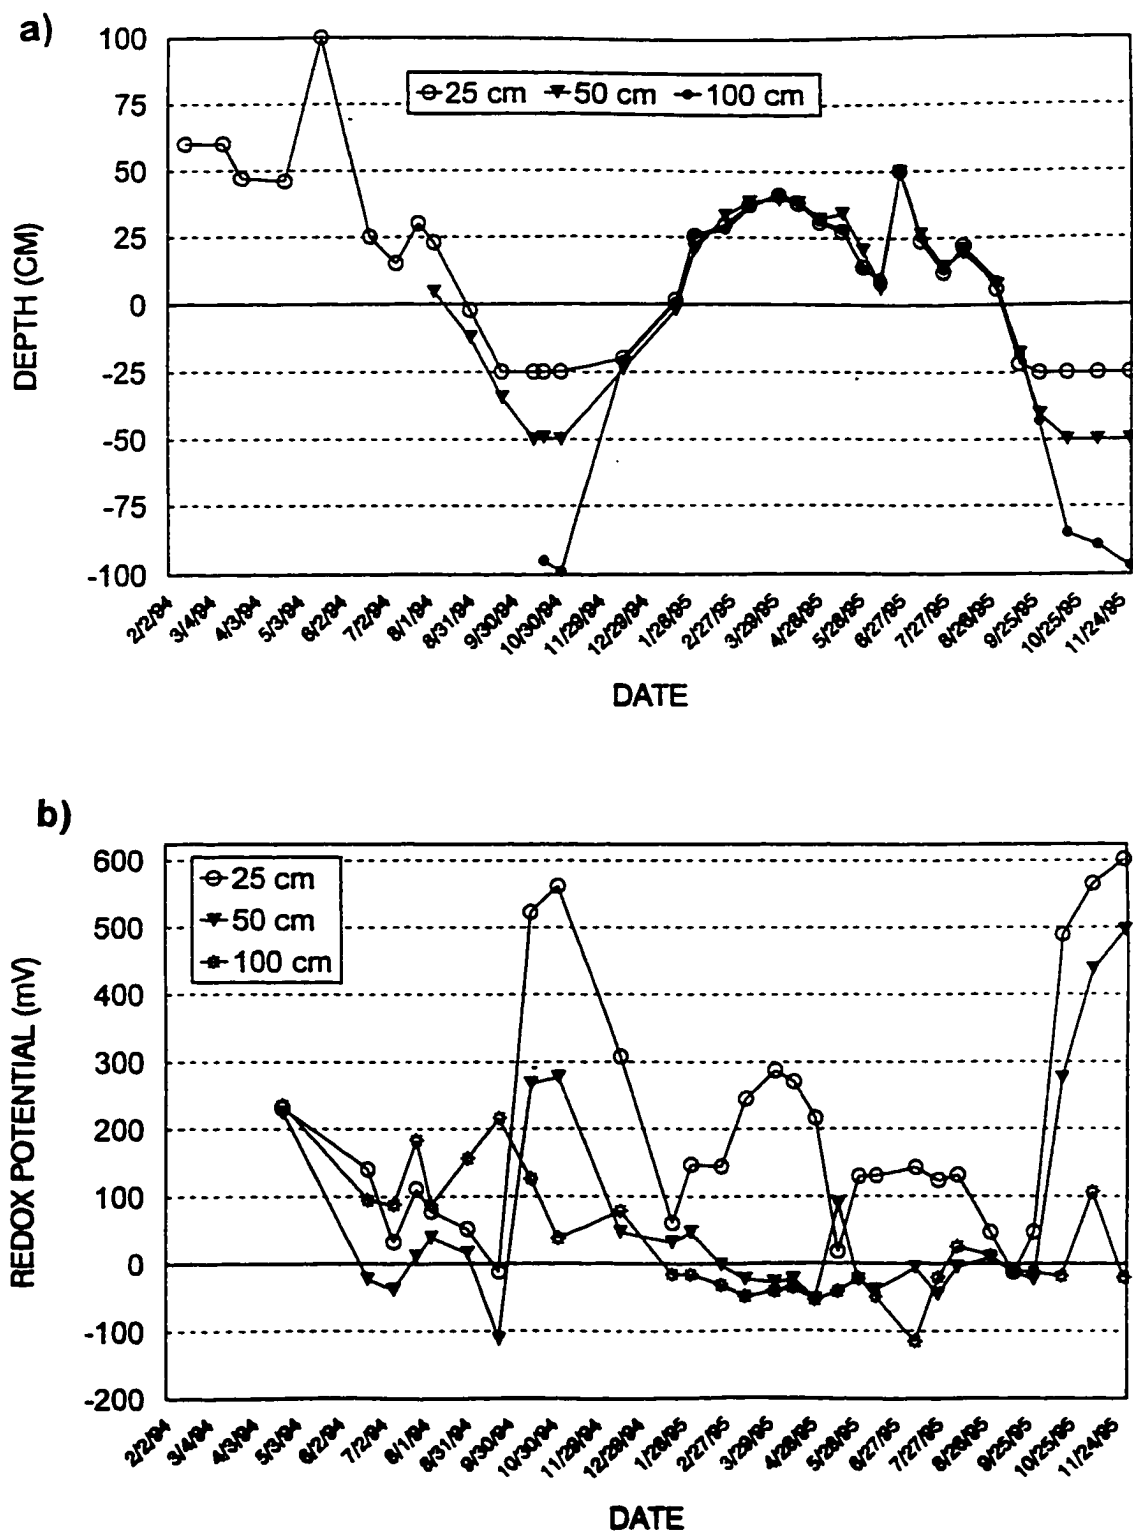 a)
100
75
50
25
0
-25
-50
-75
-100
DEPTH (CM)
25 cm 50 cm 100 cm
2/2/94 3/4/94 4/3/94 5/3/94 6/2/94 7/2/94 8/1/94 8/31/94 9/30/94 10/30/94 11/29/94 12/29/94 1/28/95 2/27/95 3/29/95 4/28/95 5/28/95 6/27/95 7/27/95 8/26/95 9/25/95 10/25/95 11/24/95
DATE
b)
600
500
400
300
200
100
0
-100
-200
REDOX POTENTIAL (mV)
25 cm
50 cm
100 cm
2/2/94 3/4/94 4/3/94 5/3/94 6/2/94 7/2/94 8/1/94 8/31/94 9/30/94 10/30/94 11/29/94 12/29/94 1/28/95 2/27/95 3/29/95 4/28/95 5/28/95 6/27/95 7/27/95 8/26/95 9/25/95 10/25/95 11/24/95
DATE